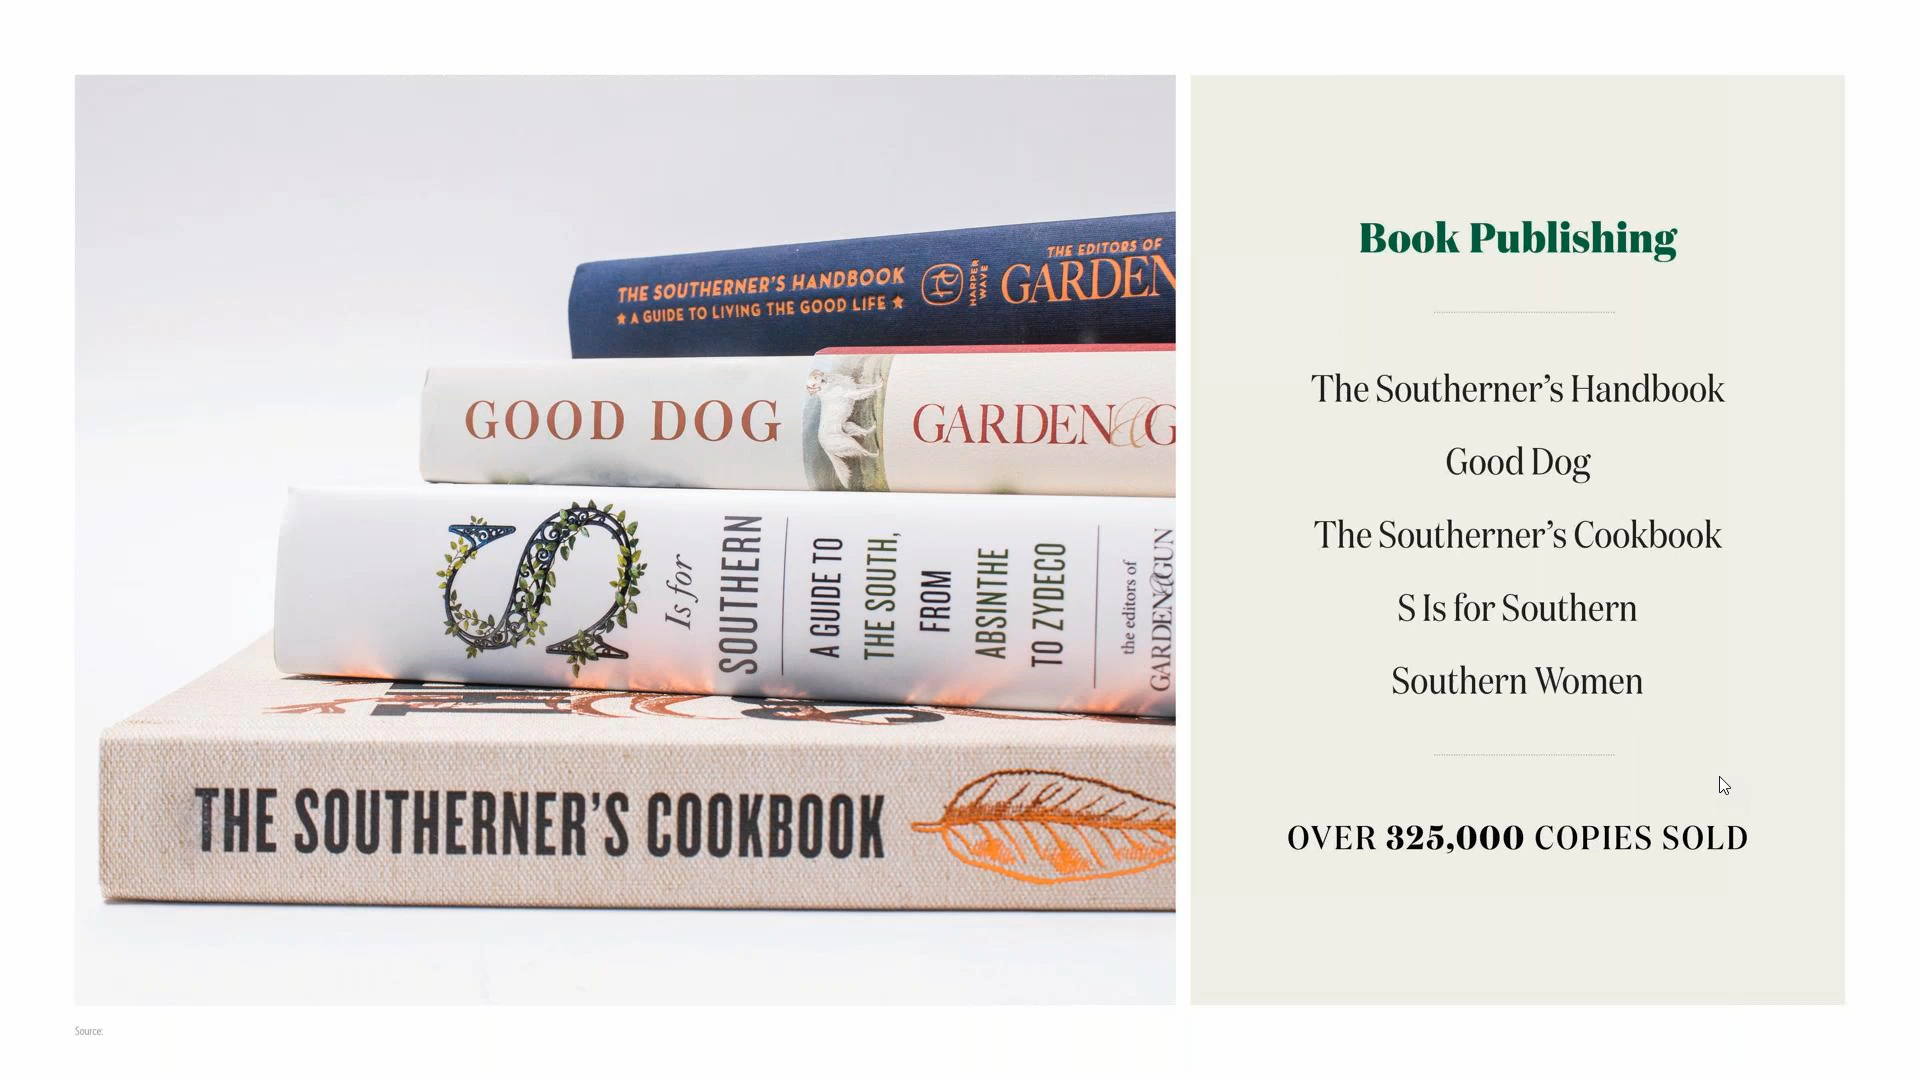 THE SOUTHERNER'S HANDBOOK
★ A GUIDE TO LIVING THE GOOD LIFE ★
HARPER
WAVE
THE EDITORS OF
GARDEN
GOOD DOG
GARDEN & G
S
Is for
SOUTHERN
A GUIDE TO
THE SOUTH,
FROM
ABSINTHE
TO ZYDECO
the editors of
GARDEN & GUN
THE SOUTHERNER'S COOKBOOK
Book Publishing
The Southerner’s Handbook
Good Dog
The Southerner’s Cookbook
S Is for Southern
Southern Women
OVER 325,000 COPIES SOLD
Source: